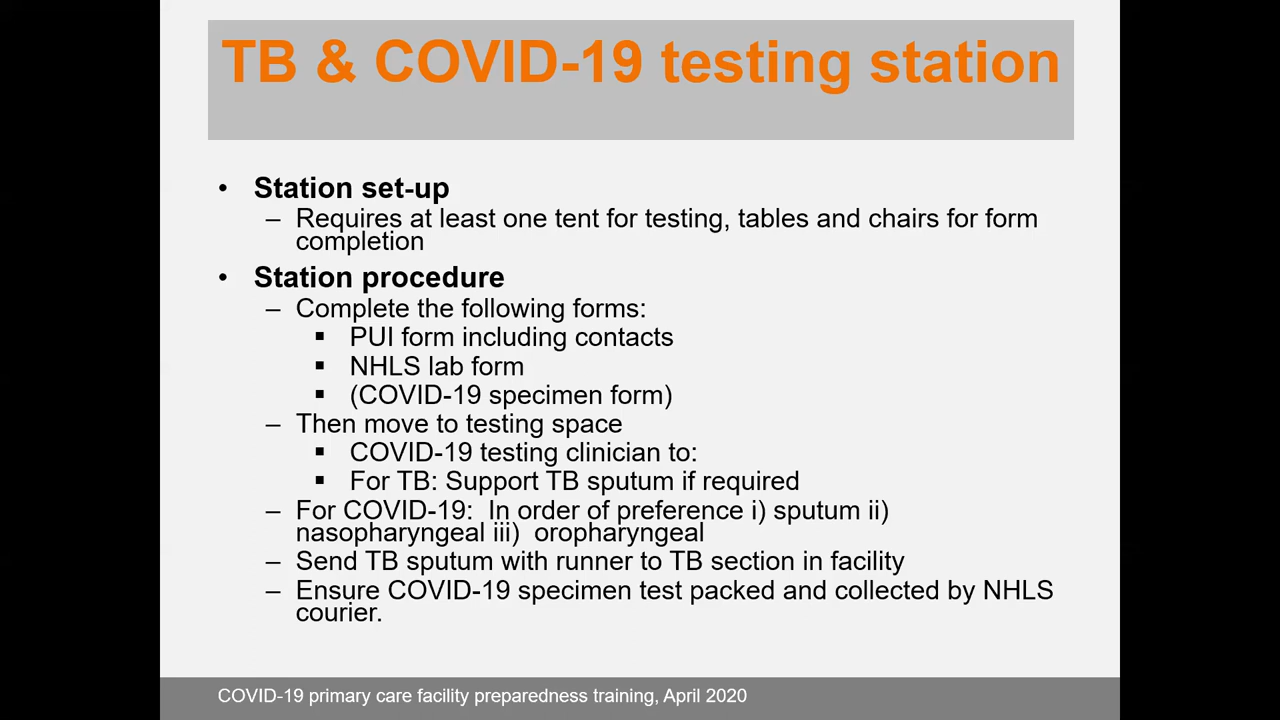 TB & COVID-19 testing station
• Station set-up
– Requires at least one tent for testing, tables and chairs for form
completion
• Station procedure
– Complete the following forms:
▪ PUI form including contacts
▪ NHLS lab form
▪ (COVID-19 specimen form)
– Then move to testing space
▪ COVID-19 testing clinician to:
▪ For TB: Support TB sputum if required
– For COVID-19: In order of preference i) sputum ii)
nasopharyngeal iii) oropharyngeal
– Send TB sputum with runner to TB section in facility
– Ensure COVID-19 specimen test packed and collected by NHLS
courier.
COVID-19 primary care facility preparedness training, April 2020